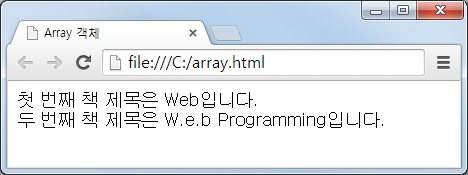 Array 객체
file:///C:/array.html
첫 번째 책 제목은 Web입니다.
두 번째 책 제목은 W.e.b Programming입니다.